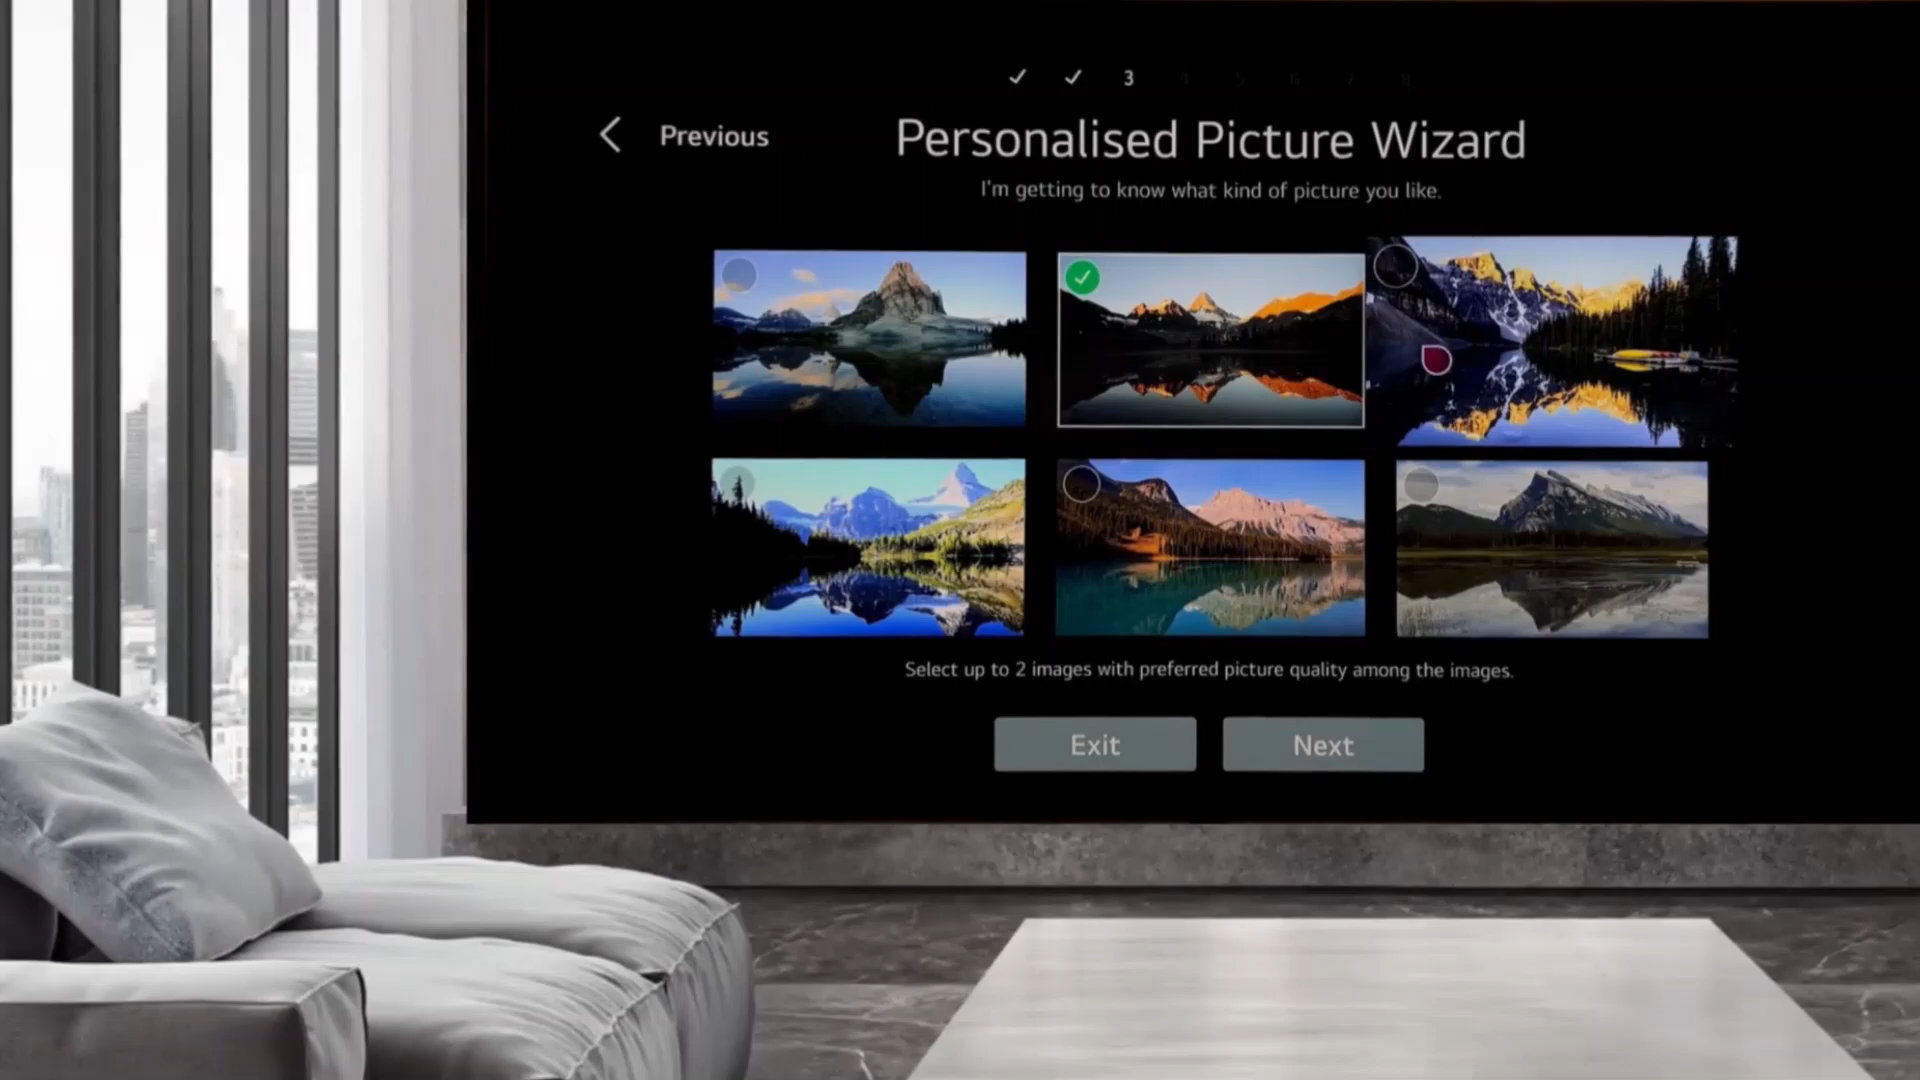 3
Previous
Personalised Picture Wizard
I'm getting to know what kind of picture you like.
Select up to 2 images with preferred picture quality among the images.
Exit
Next